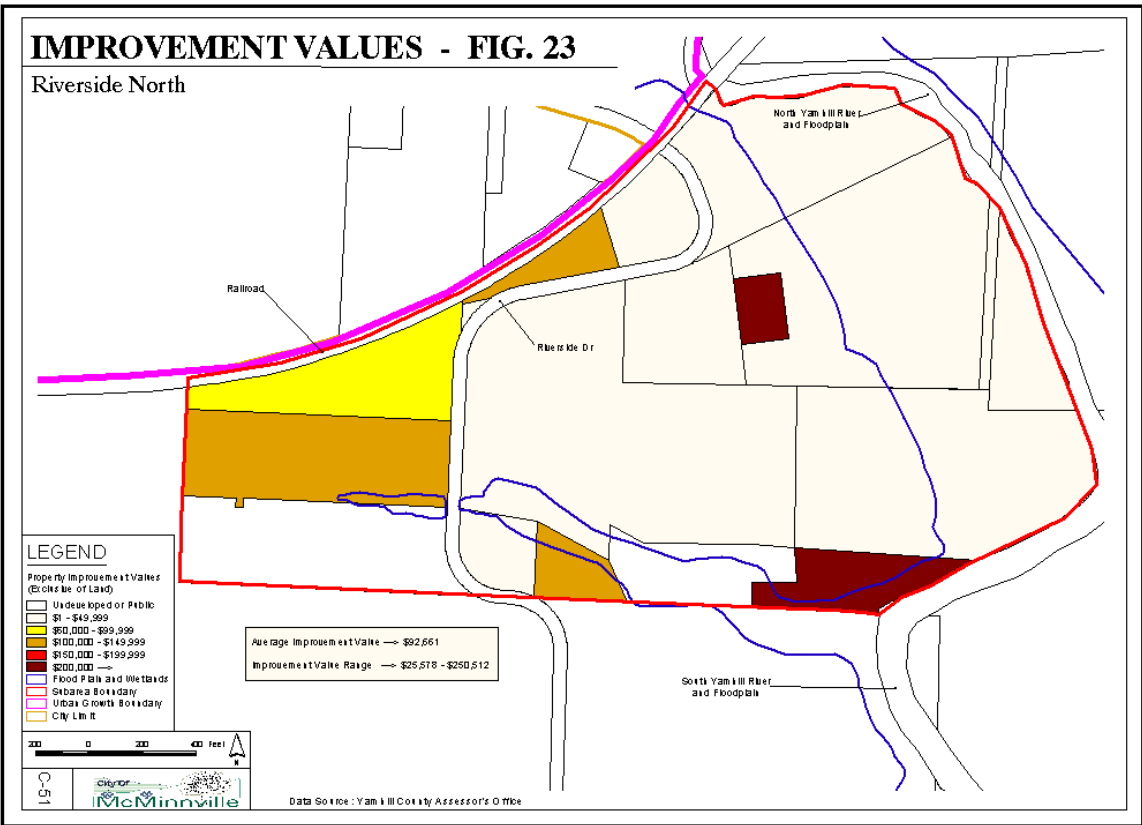 IMPROVEMENT VALUES - FIG. 23
Riverside North
North Yamhill River
and Floodplain
Railroad
Riverside Dr
LEGEND
Property Improvement Values
(Exclusive of Land)
Undeveloped or Public
$1 - $49,999
$50,000 - $99,999
$100,000 - $149,999
$150,000 - $199,999
$200,000 -->
Flood Plain and Wetlands
Subarea Boundary
Urban Growth Boundary
City Limit
Average Improvement Value --> $92,661
Improvement Value Range --> $25,578 - $250,512
South Yamhill River
and Floodplain
200 0 200 400 Feet
N
C-51
City Of
McMinnville
Data Source: Yamhill County Assessor's Office